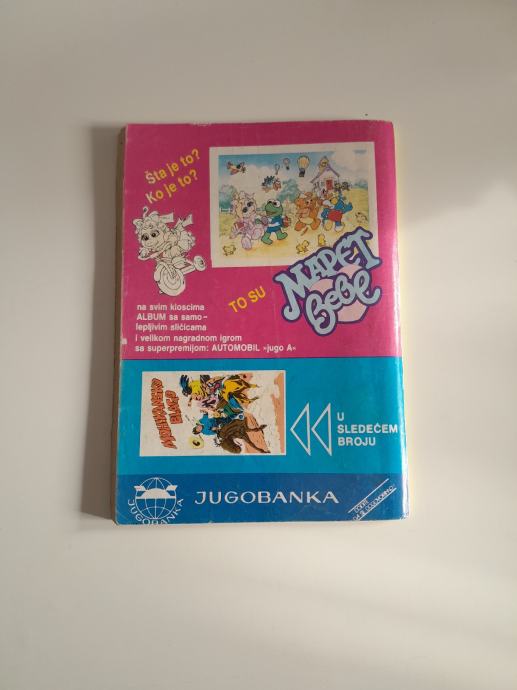 Šta je to?
Ko je to?
TO SU
MAPET
bebe
na svim kioscima
ALBUM sa samo-
lepljivim sličicama
i velikom nagradnom igrom
sa superpremijom: AUTOMOBIL »jugo A«
BLAGO
U
SLEDEĆEM
BROJU
JUGOBANKA
JUGOBANKA